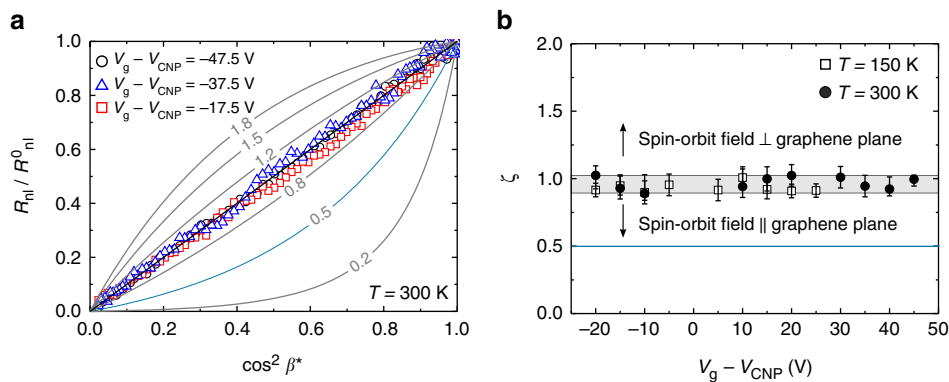 a
R_nl / R^0_nl
1.0
0.8
0.6
0.4
0.2
0.0
V_g – V_CNP = –47.5 V
V_g – V_CNP = –37.5 V
V_g – V_CNP = –17.5 V
1.8
1.5
1.2
0.8
0.5
0.2
T = 300 K
0.0 0.2 0.4 0.6 0.8 1.0
cos² β*
b
ζ
2.0
1.5
1.0
0.5
0.0
T = 150 K
T = 300 K
Spin-orbit field ⊥ graphene plane
Spin-orbit field || graphene plane
–20 –10 0 10 20 30 40 50
V_g – V_CNP (V)